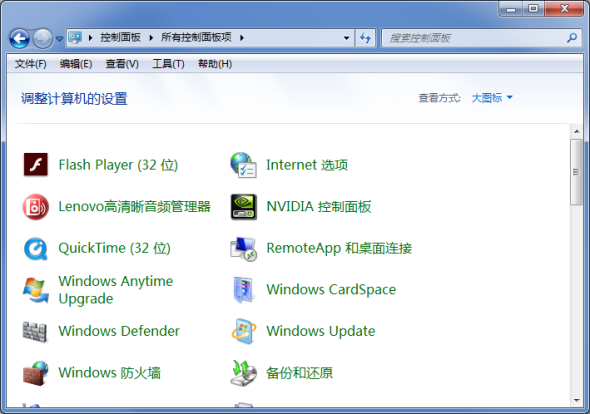 控制面板 所有控制面板项 搜索控制面板
文件(F) 编辑(E) 查看(V) 工具(T) 帮助(H)
调整计算机的设置 查看方式: 大图标
Flash Player (32 位) Internet 选项
Lenovo高清晰音频管理器 NVIDIA 控制面板
QuickTime (32 位) RemoteApp 和桌面连接
Windows Anytime
Upgrade
Windows CardSpace
Windows Defender Windows Update
Windows 防火墙 备份和还原